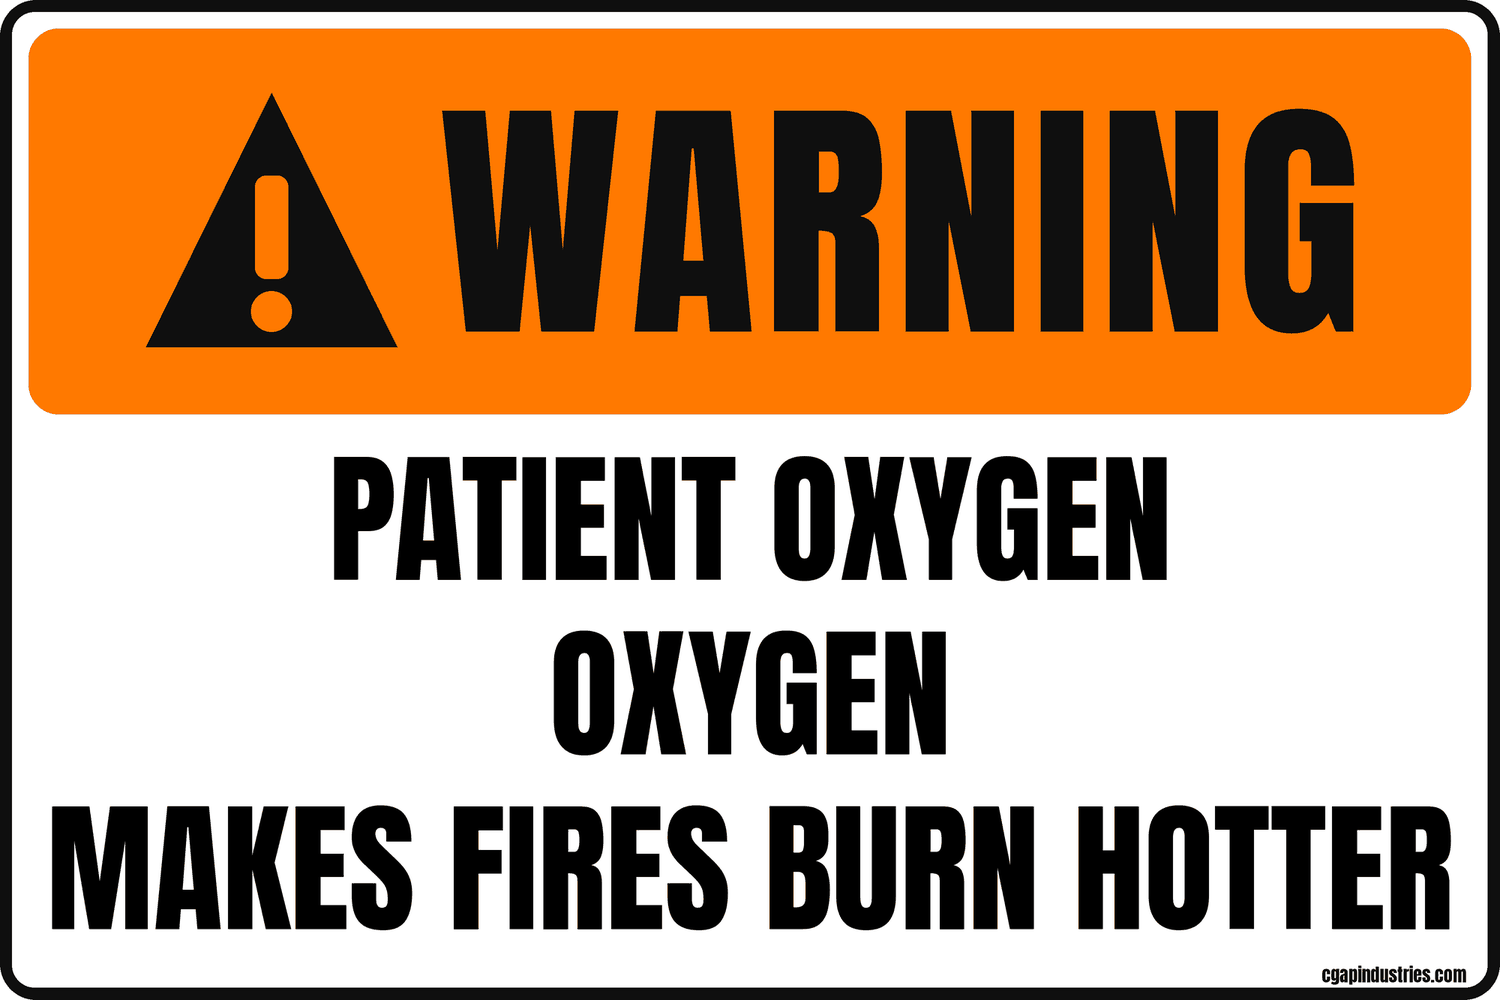 WARNING
PATIENT OXYGEN
OXYGEN
MAKES FIRES BURN HOTTER
cgapindustries.com